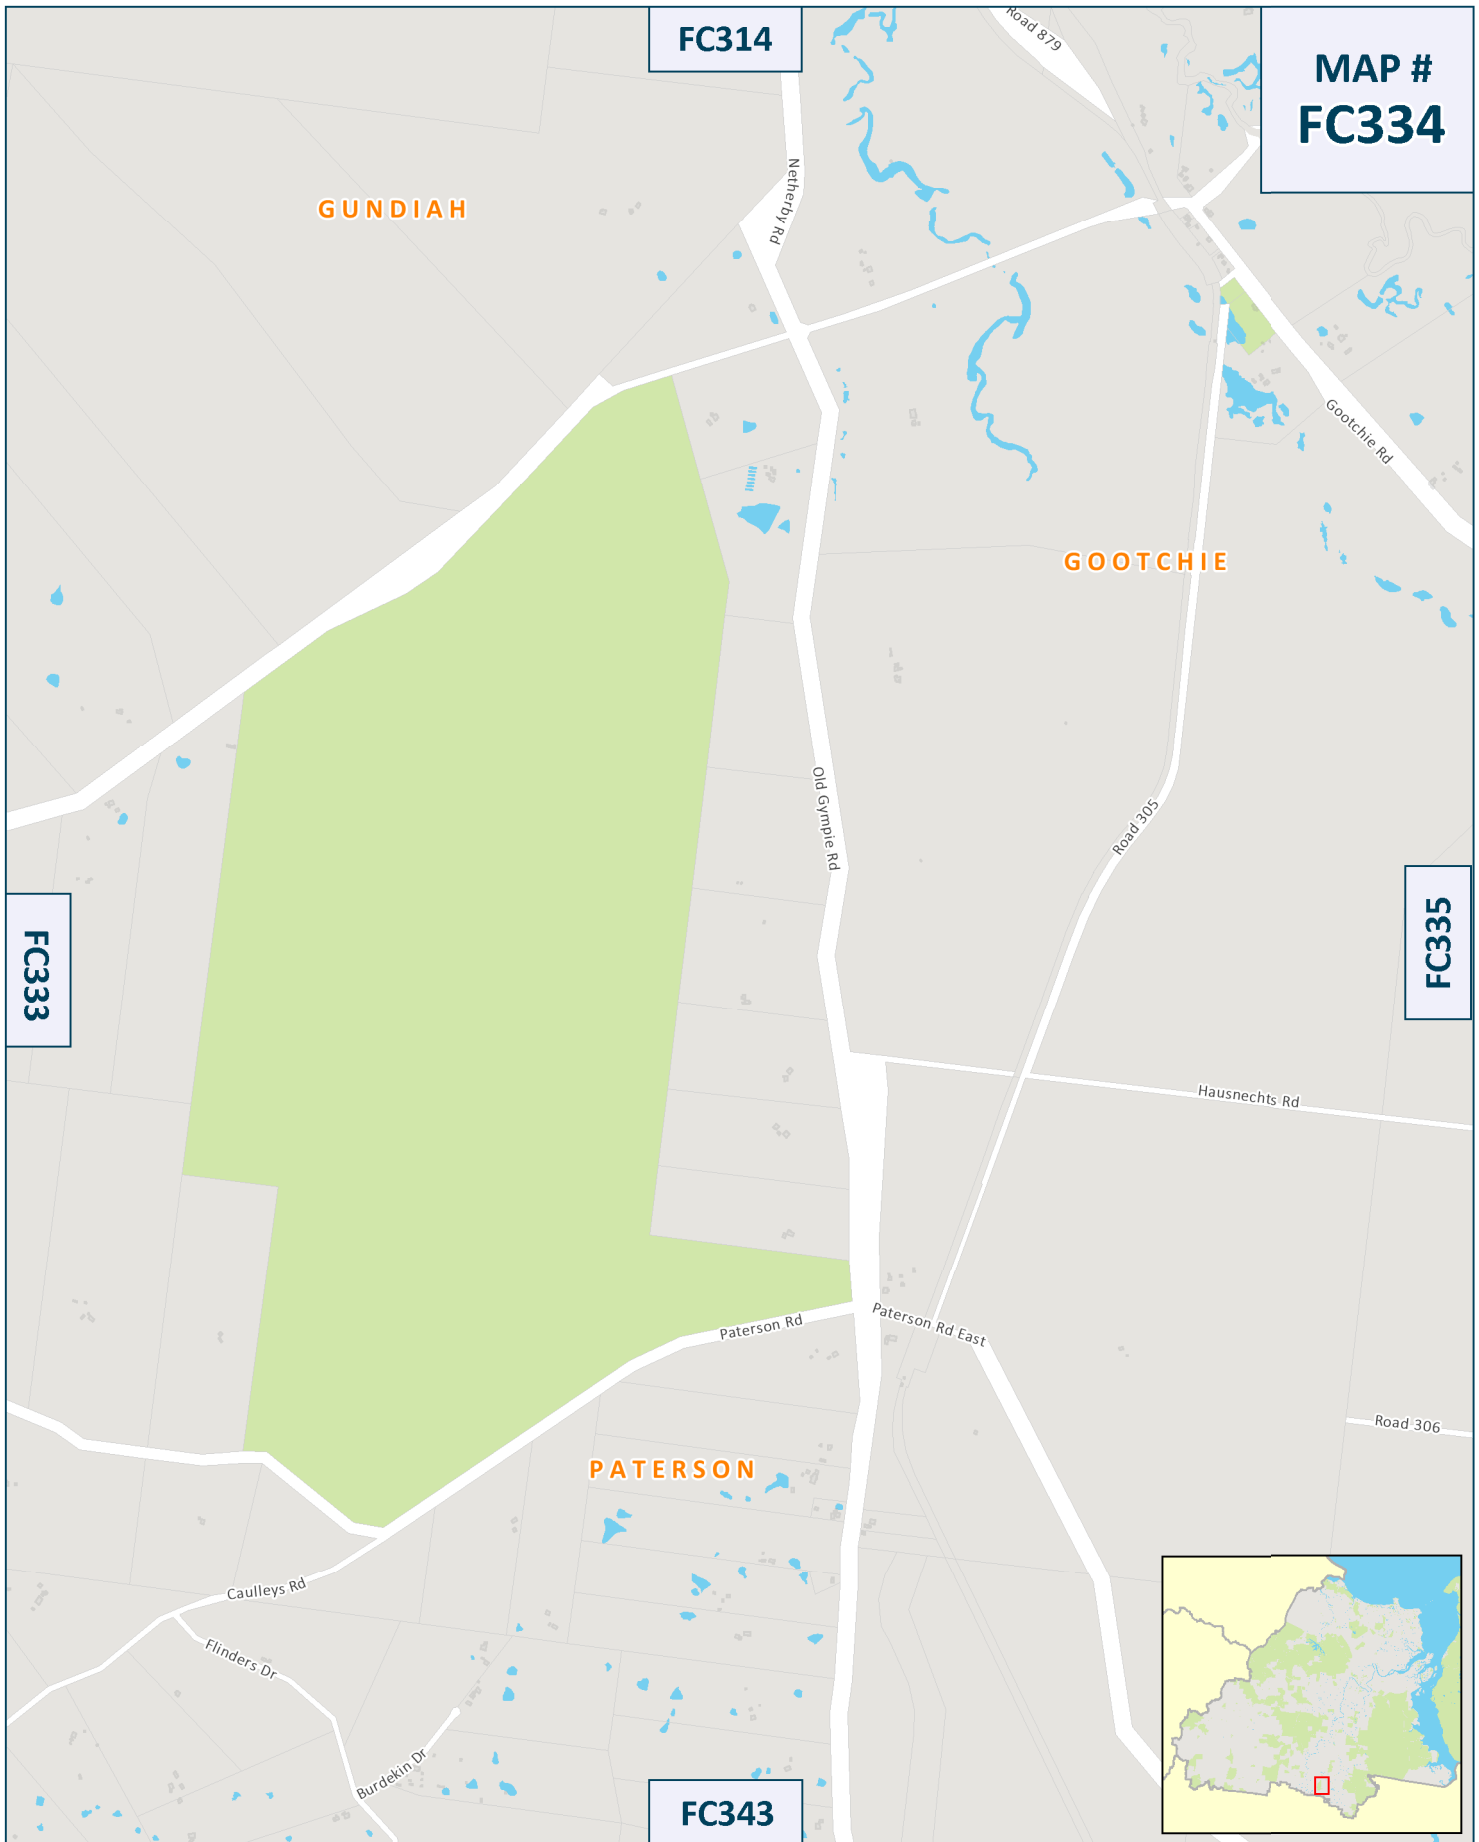 FC314
Road 879
MAP #
FC334
Netherby Rd
GUNDIAH
Gootchie Rd
GOOTCHIE
Old Gympie Rd
Road 305
FC333
FC335
Hausnechts Rd
Paterson Rd
Paterson Rd East
Road 306
PATERSON
Caulleys Rd
Flinders Dr
Burdekin Dr
FC343